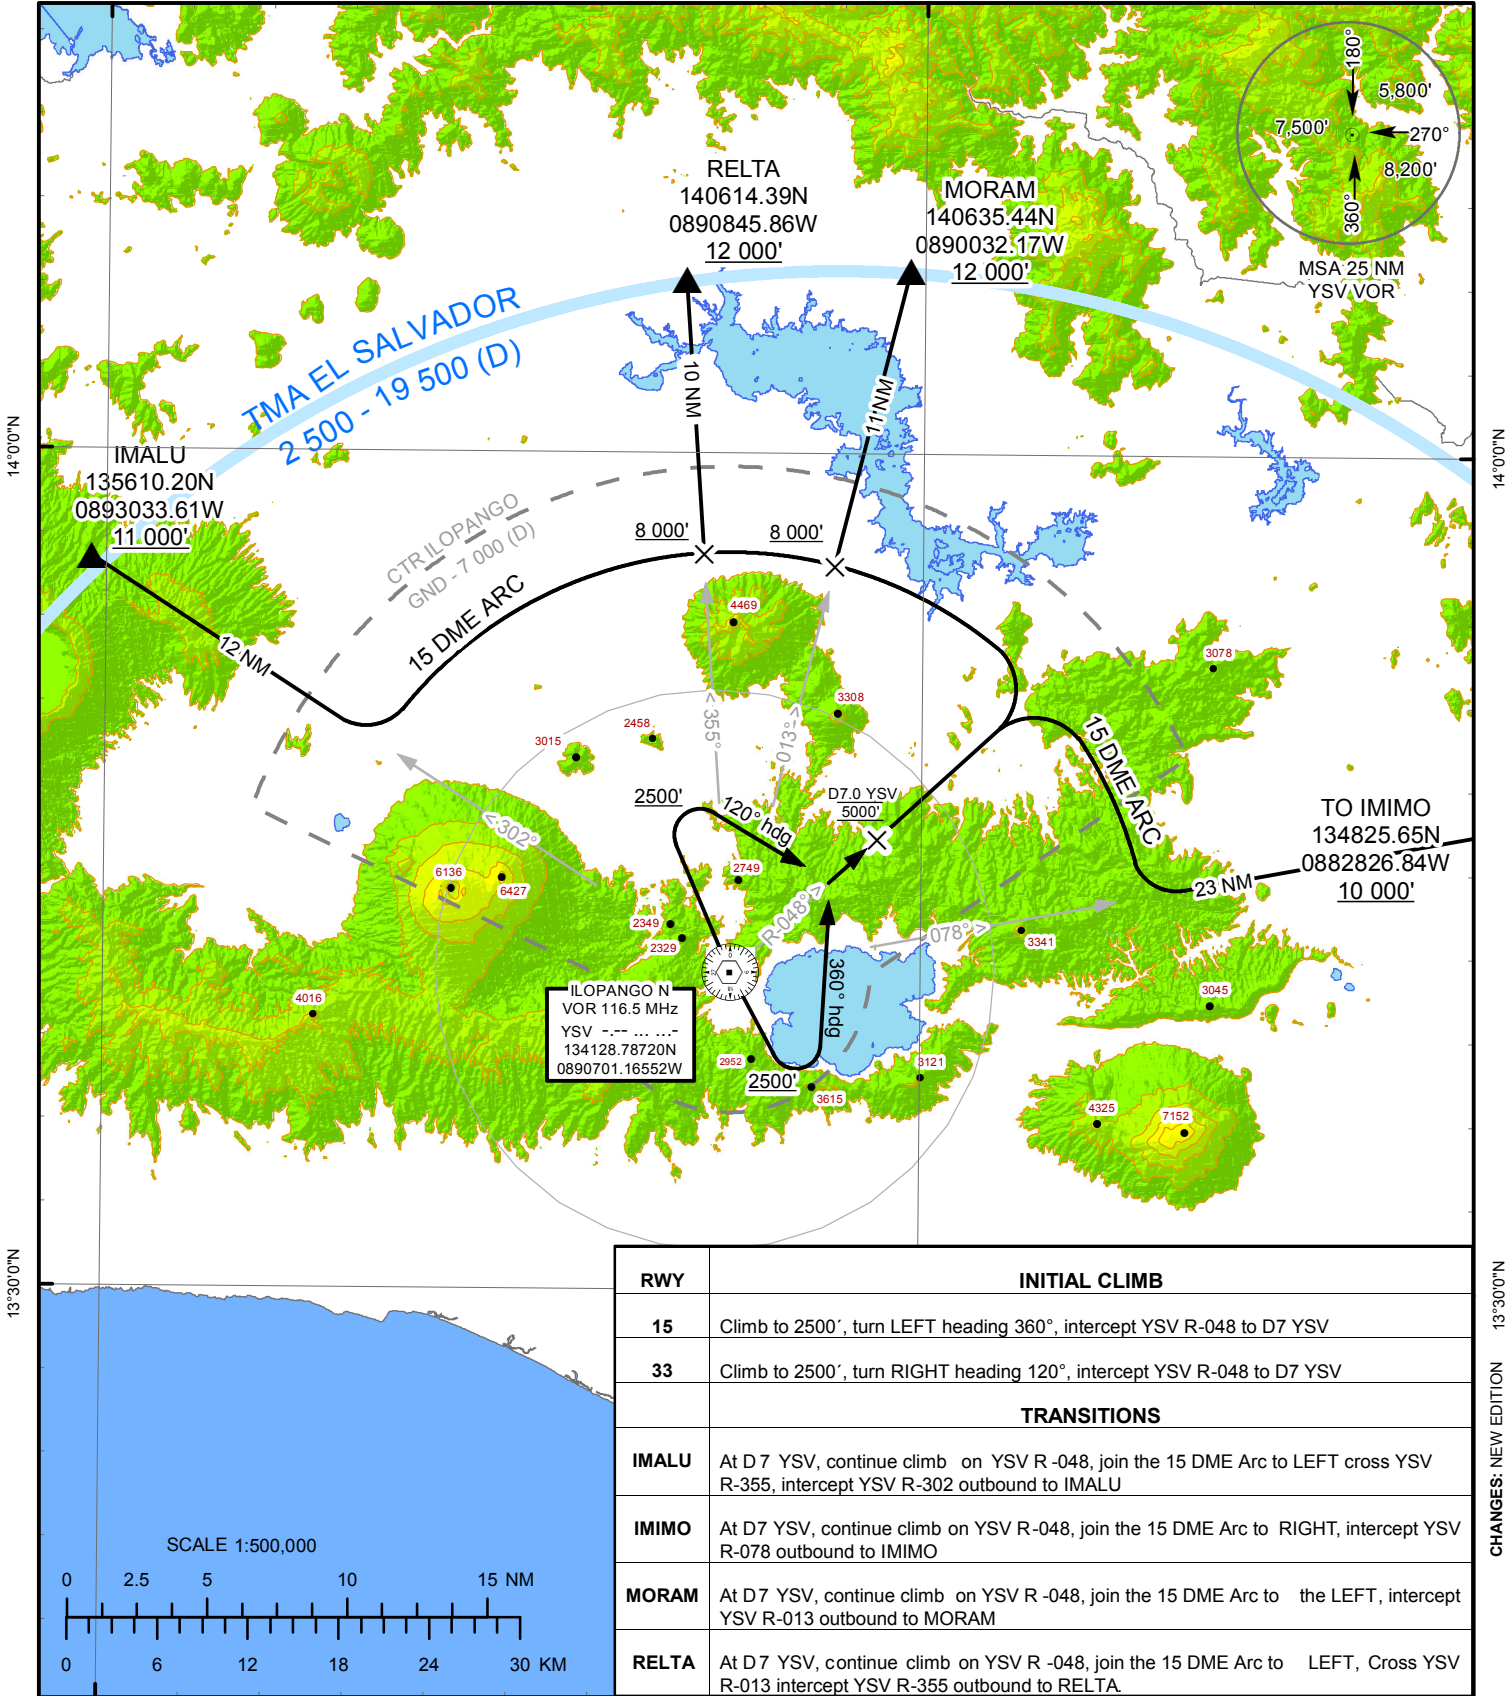 180°
5,800'
7,500'
270°
8,200'
360°
MSA 25 NM
YSV VOR
RELTA
140614.39N
0890845.86W
12 000'
MORAM
140635.44N
0890032.17W
12 000'
TMA EL SALVADOR
2 500 - 19 500 (D)
10 NM
11 NM
14°0'0"N
14°0'0"N
IMALU
135610.20N
0893033.61W
11 000'
CTR ILOPANGO
GND - 7 000 (D)
8 000'
8 000'
15 DME ARC
12 NM
4469
3078
3308
2458
3015
< 355°
013° >
15 DME ARC
D7.0 YSV
5000'
2500'
120° hdg
TO IMIMO
134825.65N
0882826.84W
10 000'
< 302°
6136
6427
2749
23 NM
R-048° >
2349
2329
078° >
3341
360° hdg
ILOPANGO N
VOR 116.5 MHz
YSV -.-- ... ...-
134128.78720N
0890701.16552W
4016
3045
2952
2500'
3121
3615
4325
7152
13°30'0"N
13°30'0"N
RWY INITIAL CLIMB
15 Climb to 2500´, turn LEFT heading 360°, intercept YSV R-048 to D7 YSV
33 Climb to 2500´, turn RIGHT heading 120°, intercept YSV R-048 to D7 YSV
TRANSITIONS
IMALU At D7 YSV, continue climb on YSV R-048, join the 15 DME Arc to LEFT cross YSV
R-355, intercept YSV R-302 outbound to IMALU
IMIMO At D7 YSV, continue climb on YSV R-048, join the 15 DME Arc to RIGHT, intercept YSV
R-078 outbound to IMIMO
MORAM At D7 YSV, continue climb on YSV R-048, join the 15 DME Arc to the LEFT, intercept
YSV R-013 outbound to MORAM
RELTA At D7 YSV, continue climb on YSV R-048, join the 15 DME Arc to LEFT, Cross YSV
R-013 intercept YSV R-355 outbound to RELTA.
SCALE 1:500,000
0 2.5 5 10 15 NM
0 6 12 18 24 30 KM
CHANGES: NEW EDITION